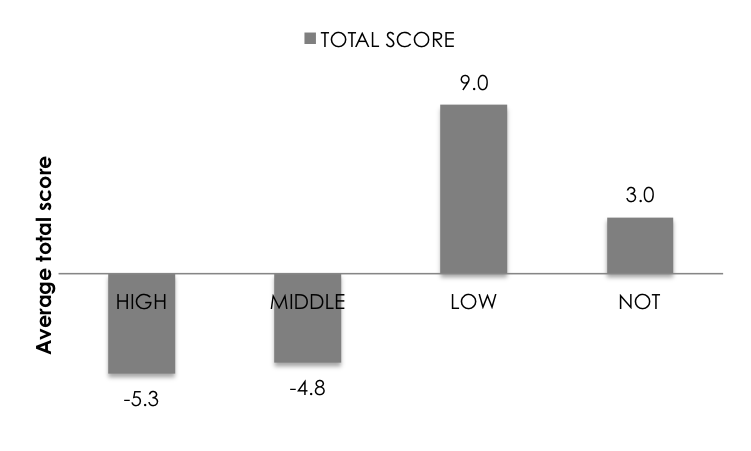 TOTAL SCORE
9.0
3.0
Average total score
HIGH
MIDDLE
LOW
NOT
-5.3
-4.8